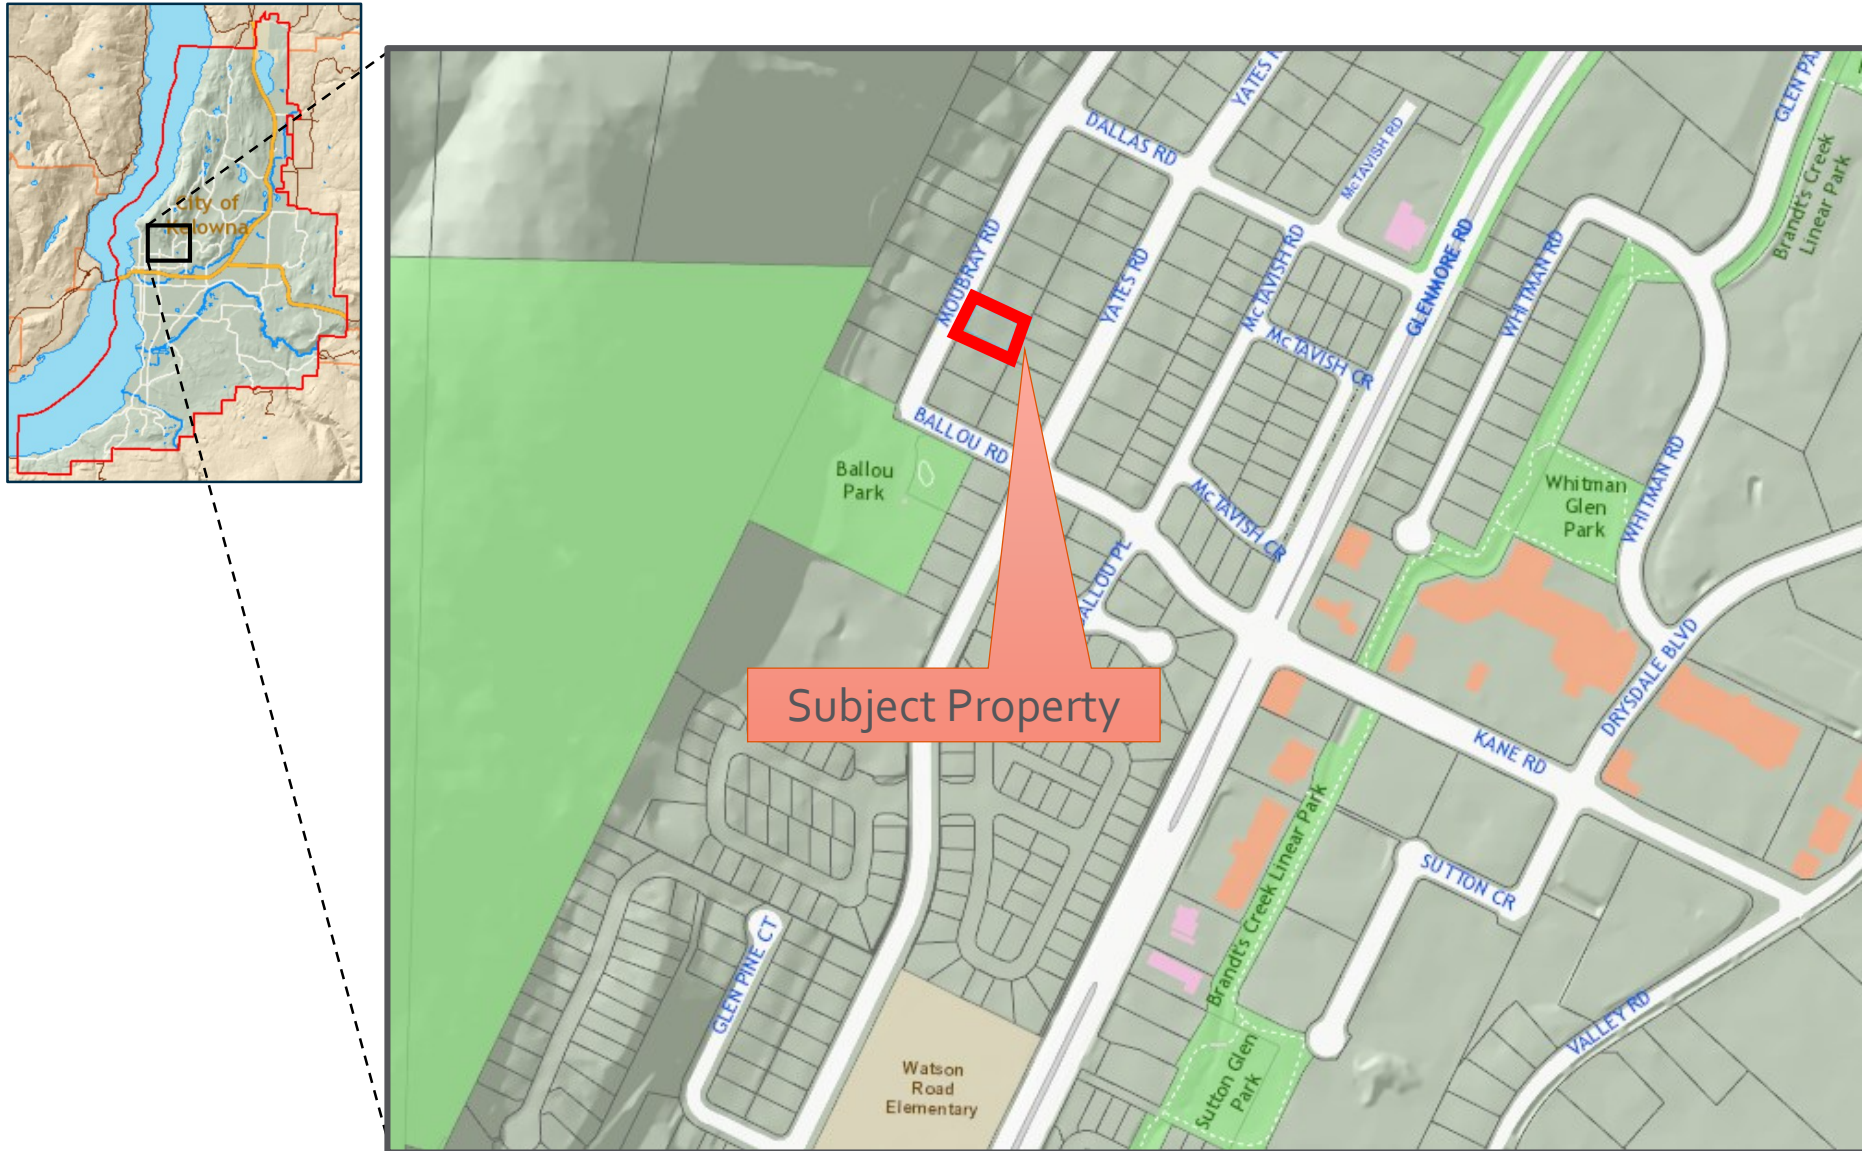 City of
Kelowna
YATES R
GLEN PA
DALLAS RD
McTAVISH RD
Brandt's Creek
Linear Park
MOUBRAY RD
YATES RD
McTAVISH RD
GLENMORE RD
WHITMAN RD
McTAVISH CR
BALLOU RD
Ballou
Park
McTAVISH CR
Whitman
Glen
Park
WHITMAN RD
ALLOU PL
Subject Property
DRYSDALE BLVD
KANE RD
Brandt's Creek Linear Park
SUTTON CR
GLEN PINE CT
VALLEY RD
Watson
Road
Elementary
Sutton Glen
Park